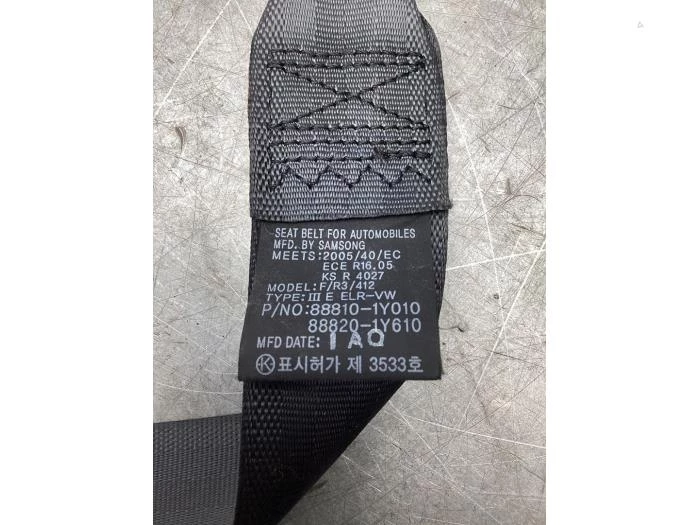 SEAT BELT FOR AUTOMOBILES
MFD. BY SAMSONG
MEETS:2005/40/EC
ECE R16.05
KS R 4027
MODEL: F/R3/412
TYPE: III E ELR-VW
P/NO:88810-1Y010
88820-1Y610
MFD DATE: 1AQ
표시허가 제 3533호